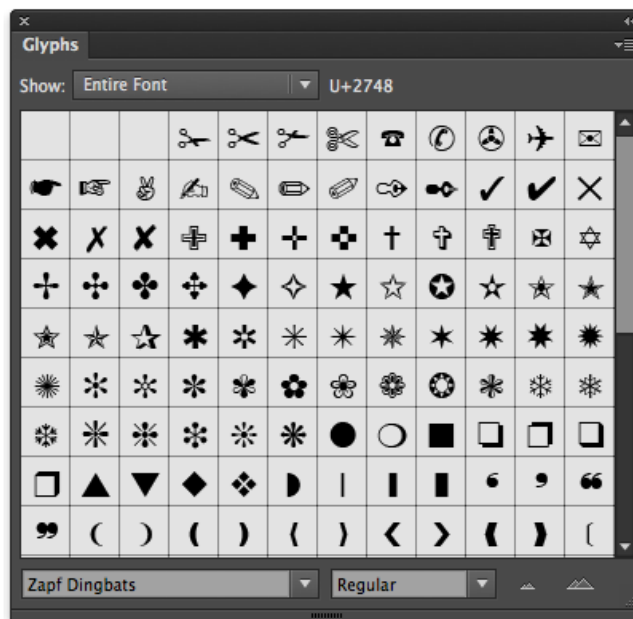 Glyphs
Show: Entire Font U+2748
✁ ✂ ✃ ✄ ☎ ✆ ✇ ✈ ✉
☛ ☞ ✌ ✍ ✎ ✏ ✐ ✑ ✒ ✓ ✔ ✕
✖ ✗ ✘ ✙ ✚ ✛ ✜ ✝ ✞ ✟ ✠ ✡
✢ ✣ ✤ ✥ ✦ ✧ ★ ✩ ✪ ✫ ✬ ✭
✮ ✯ ✰ ✱ ✲ ✳ ✴ ✵ ✶ ✷ ✸ ✹
✺ ✻ ✼ ✽ ✾ ✿ ❀ ❁ ❂ ❃ ❄ ❅
❆ ❇ ❈ ❉ ❊ ❋ ● ❍ ■ ❏ ❐ ❑
❒ ▲ ▼ ◆ ❖ ◗ ❘ ❙ ❚ ❛ ❜ ❝
❞ ❨ ❩ ❪ ❫ ❬ ❭ ❮ ❯ ❰ ❱ ❲
Zapf Dingbats Regular